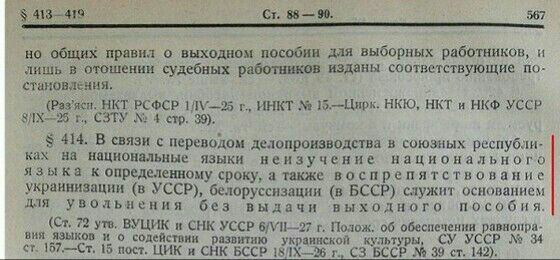 § 413—419 Ст. 88—90. 567
но общих правил о выходном пособии для выборных работников, и
лишь в отношении судебных работников изданы соответствующие по-
становления.
(Раз'ясн. НКТ РСФСР 1/IV—25 г., ИНКТ № 15.—Цирк. НКЮ, НКТ и НКФ УССР
8/IX—25 г., СЗТУ № 4 стр. 39).
§ 414. В связи с переводом делопроизводства в союзных республи-
ках на национальные языки неизучение национального
языка к определенному сроку, а также воспрепятствование
украинизации (в УССР), белоруссизации (в БССР) служит основанием
для увольнения без выдачи выходного пособия.
(Ст. 72 утв. ВУЦИК и СНК УССР 6/VII—27 г. Полож. об обеспечении равноправ-
ия языков и о содействии развитию украинской культуры, СУ УССР № 34
ст. 157.—Ст. 15 пост. ЦИК и СНК БССР 18/IX—26 г., СЗ БССР № 39 ст. 142).